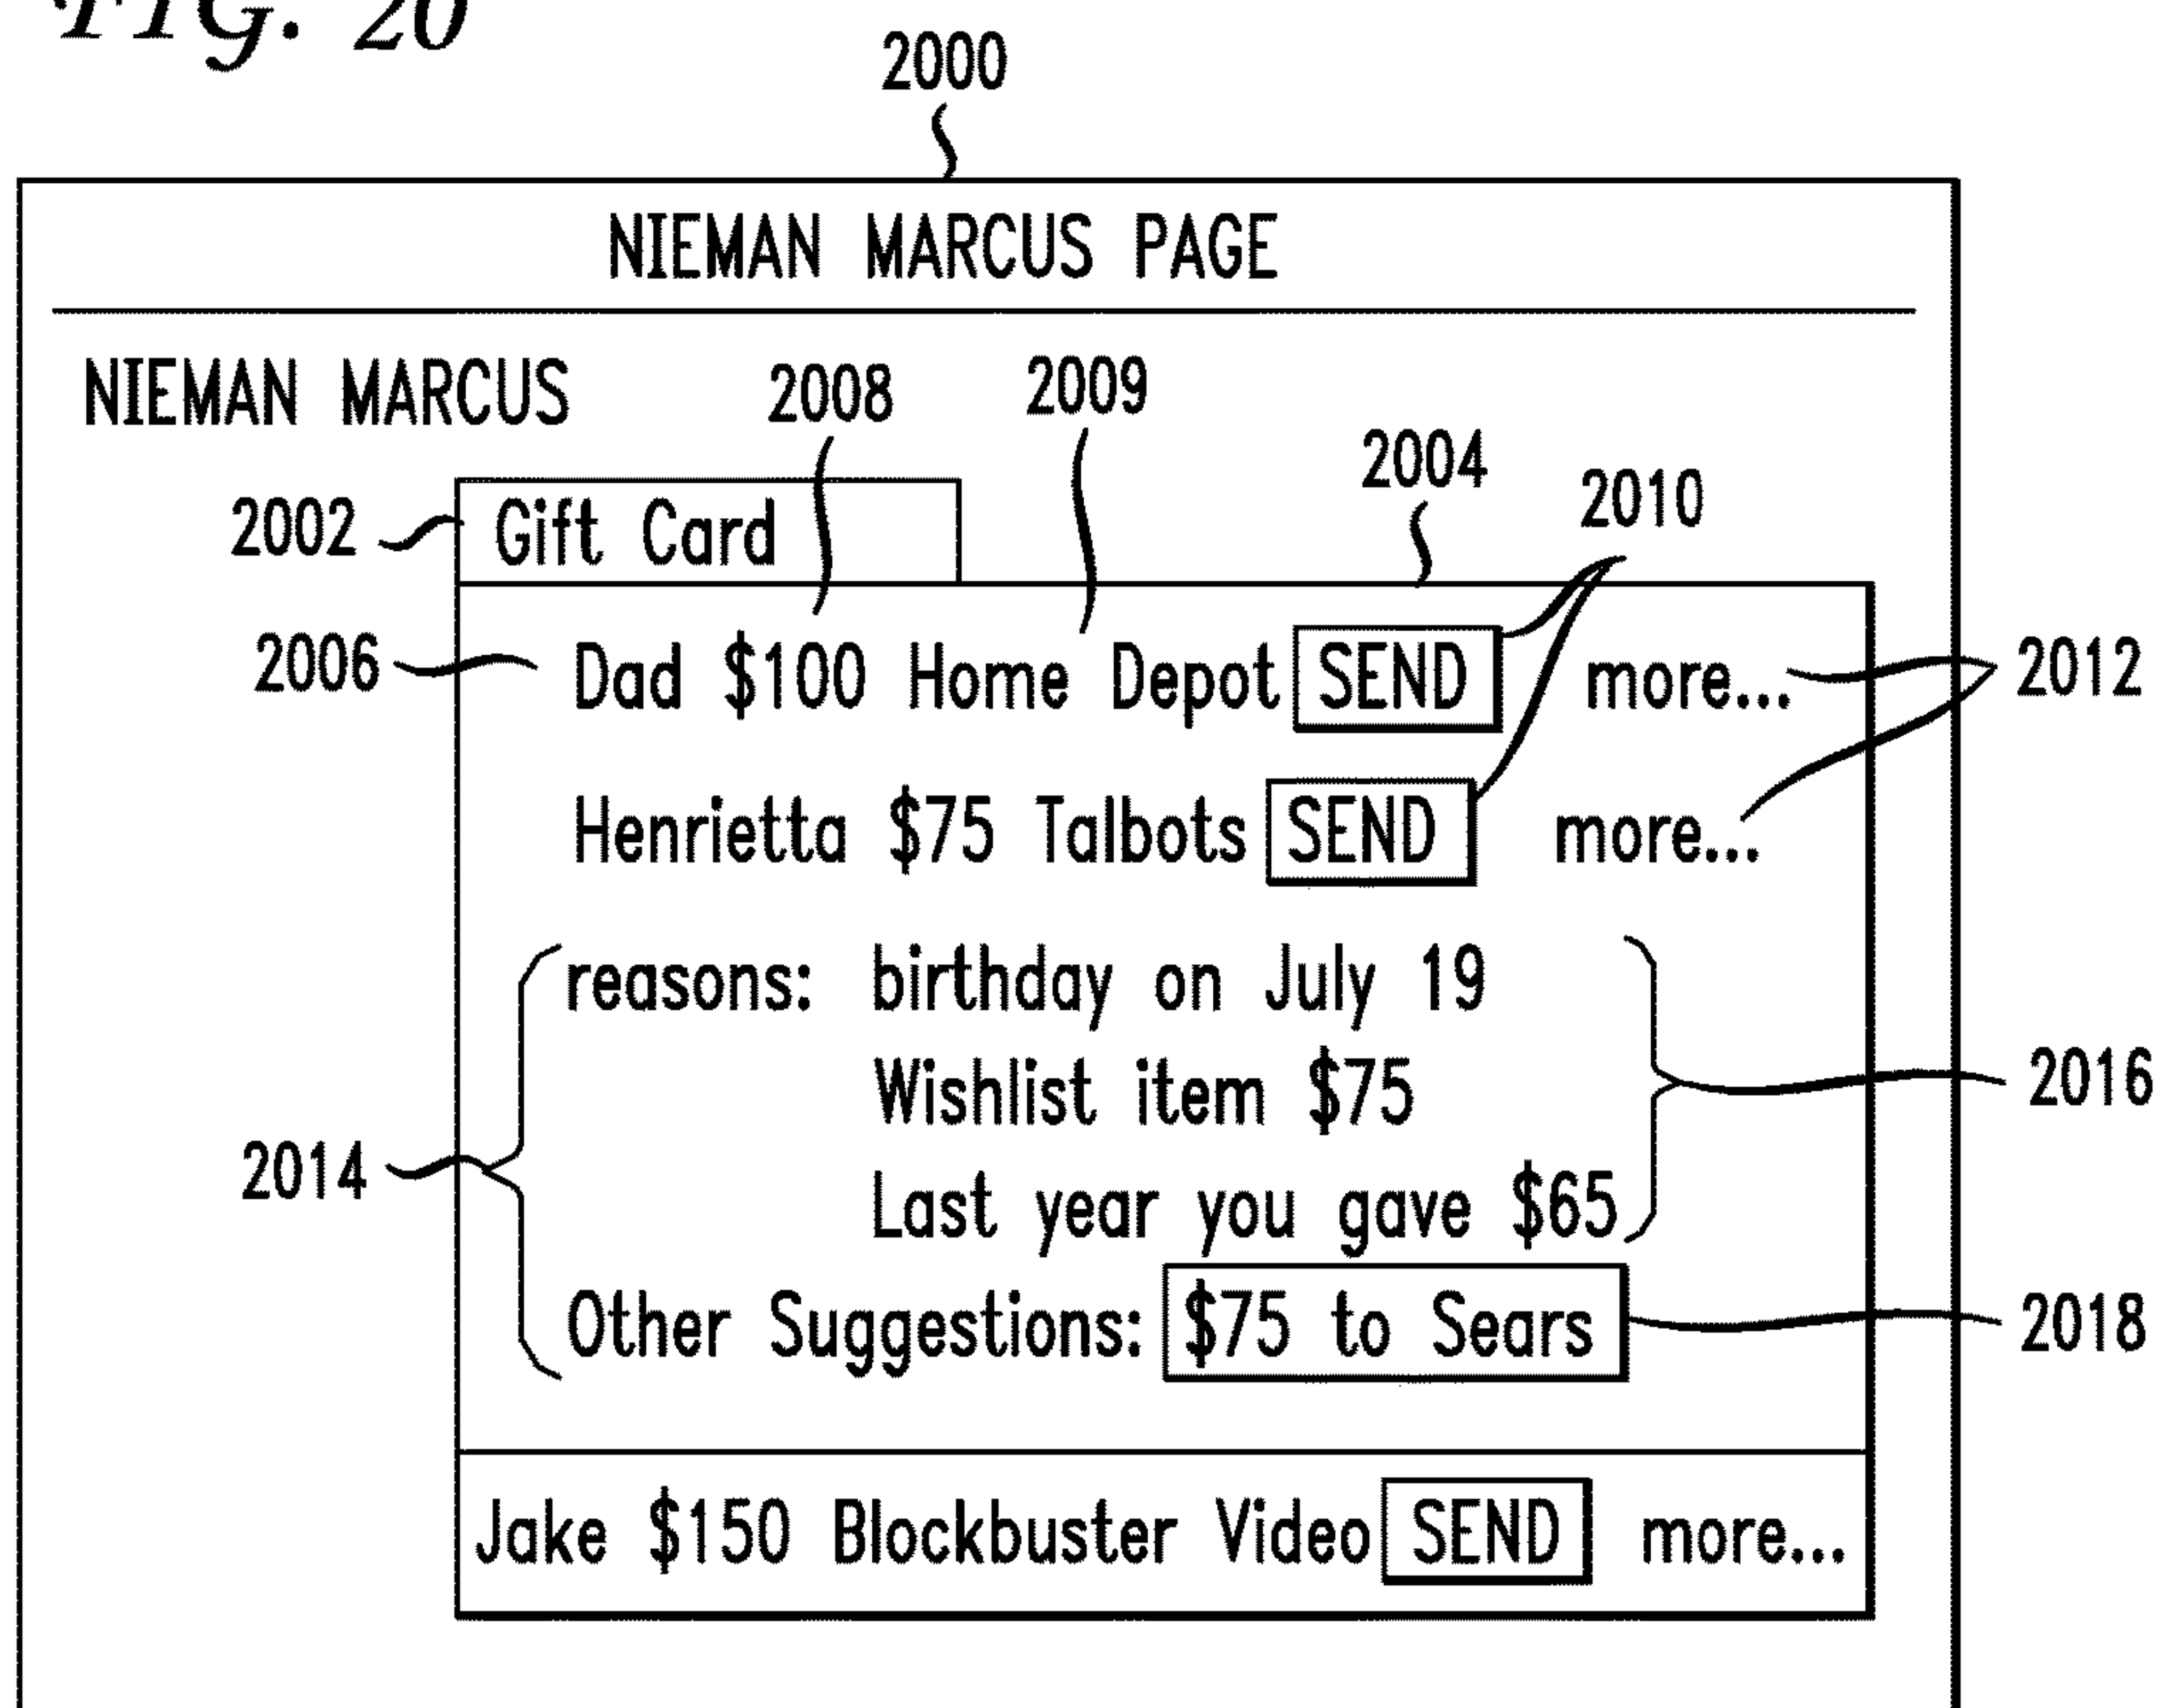 FIG. 20
2000
NIEMAN MARCUS PAGE
NIEMAN MARCUS
2008
2009
2004
2010
2002
Gift Card
2006
Dad $100 Home Depot SEND more...
2012
Henrietta $75 Talbots SEND more...
reasons: birthday on July 19
Wishlist item $75
2016
2014
Last year you gave $65
Other Suggestions: $75 to Sears
2018
Jake $150 Blockbuster Video SEND more...